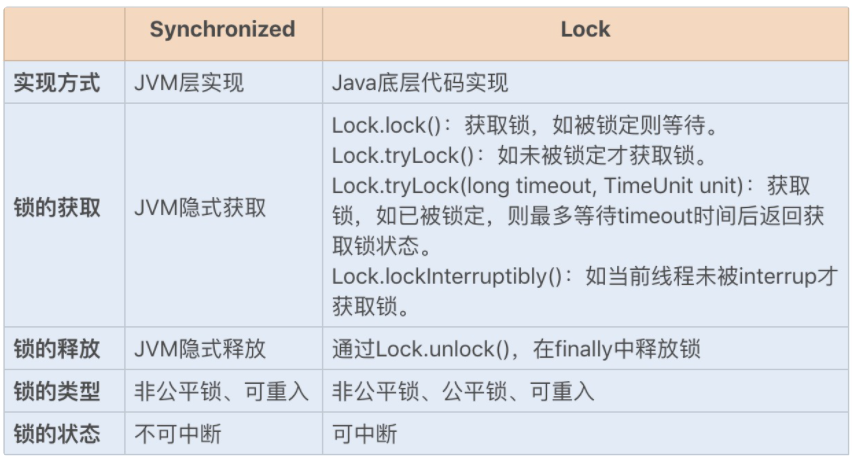 Synchronized Lock
实现方式 JVM层实现 Java底层代码实现
锁的获取 JVM隐式获取 Lock.lock()：获取锁，如被锁定则等待。
Lock.tryLock()：如未被锁定才获取锁。
Lock.tryLock(long timeout, TimeUnit unit)：获取
锁，如已被锁定，则最多等待timeout时间后返回获
取锁状态。
Lock.lockInterruptibly()：如当前线程未被interrup才
获取锁。
锁的释放 JVM隐式释放 通过Lock.unlock()，在finally中释放锁
锁的类型 非公平锁、可重入 非公平锁、公平锁、可重入
锁的状态 不可中断 可中断